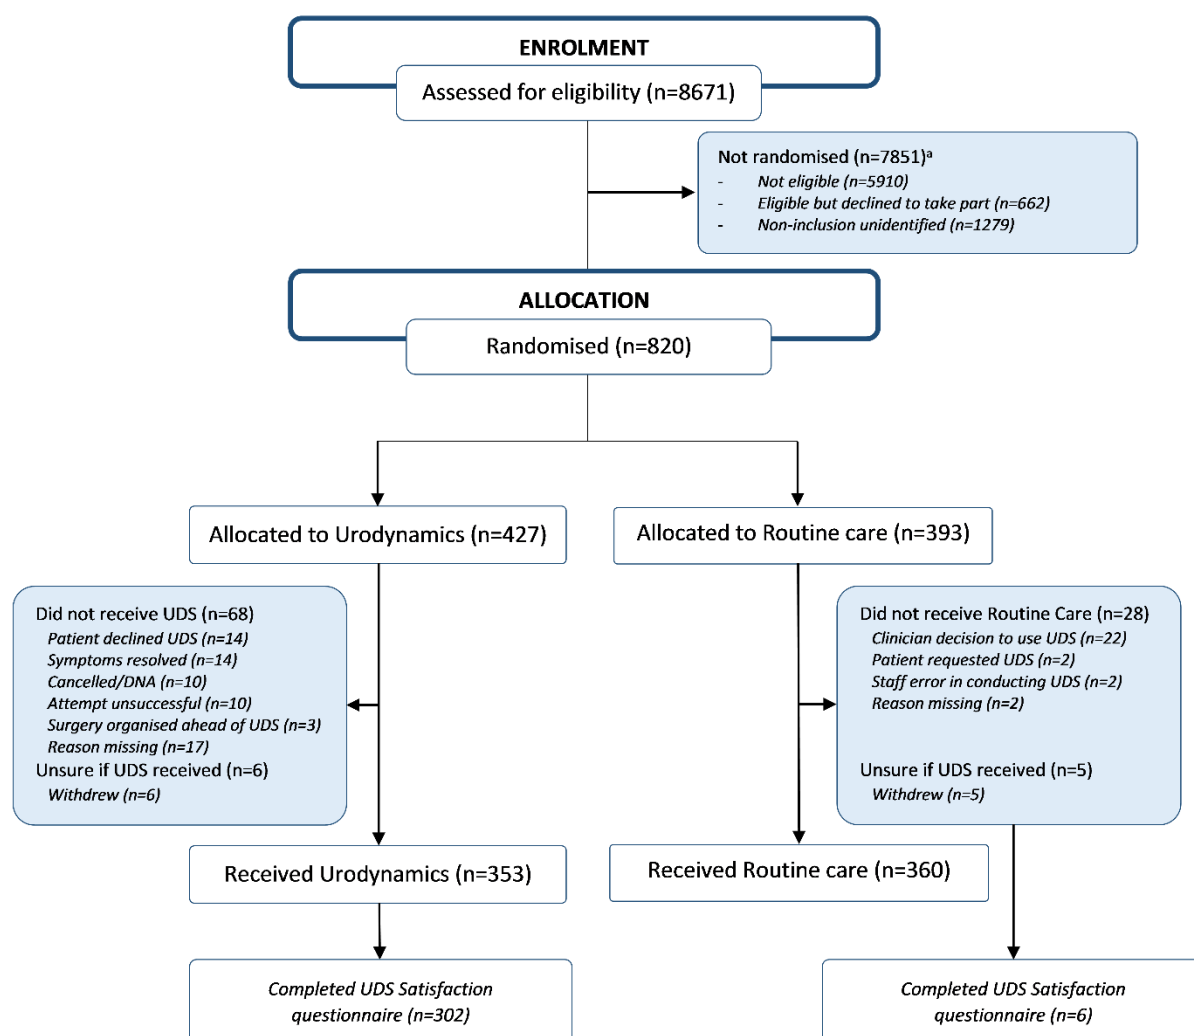 ENROLMENT
Assessed for eligibility (n=8671)
Not randomised (n=7851)ᵃ
- Not eligible (n=5910)
- Eligible but declined to take part (n=662)
- Non-inclusion unidentified (n=1279)
ALLOCATION
Randomised (n=820)
Allocated to Urodynamics (n=427)
Did not receive UDS (n=68)
Patient declined UDS (n=14)
Symptoms resolved (n=14)
Cancelled/DNA (n=10)
Attempt unsuccessful (n=10)
Surgery organised ahead of UDS (n=3)
Reason missing (n=17)
Unsure if UDS received (n=6)
Withdrew (n=6)
Received Urodynamics (n=353)
Completed UDS Satisfaction
questionnaire (n=302)
Allocated to Routine care (n=393)
Did not receive Routine Care (n=28)
Clinician decision to use UDS (n=22)
Patient requested UDS (n=2)
Staff error in conducting UDS (n=2)
Reason missing (n=2)
Unsure if UDS received (n=5)
Withdrew (n=5)
Received Routine care (n=360)
Completed UDS Satisfaction
questionnaire (n=6)